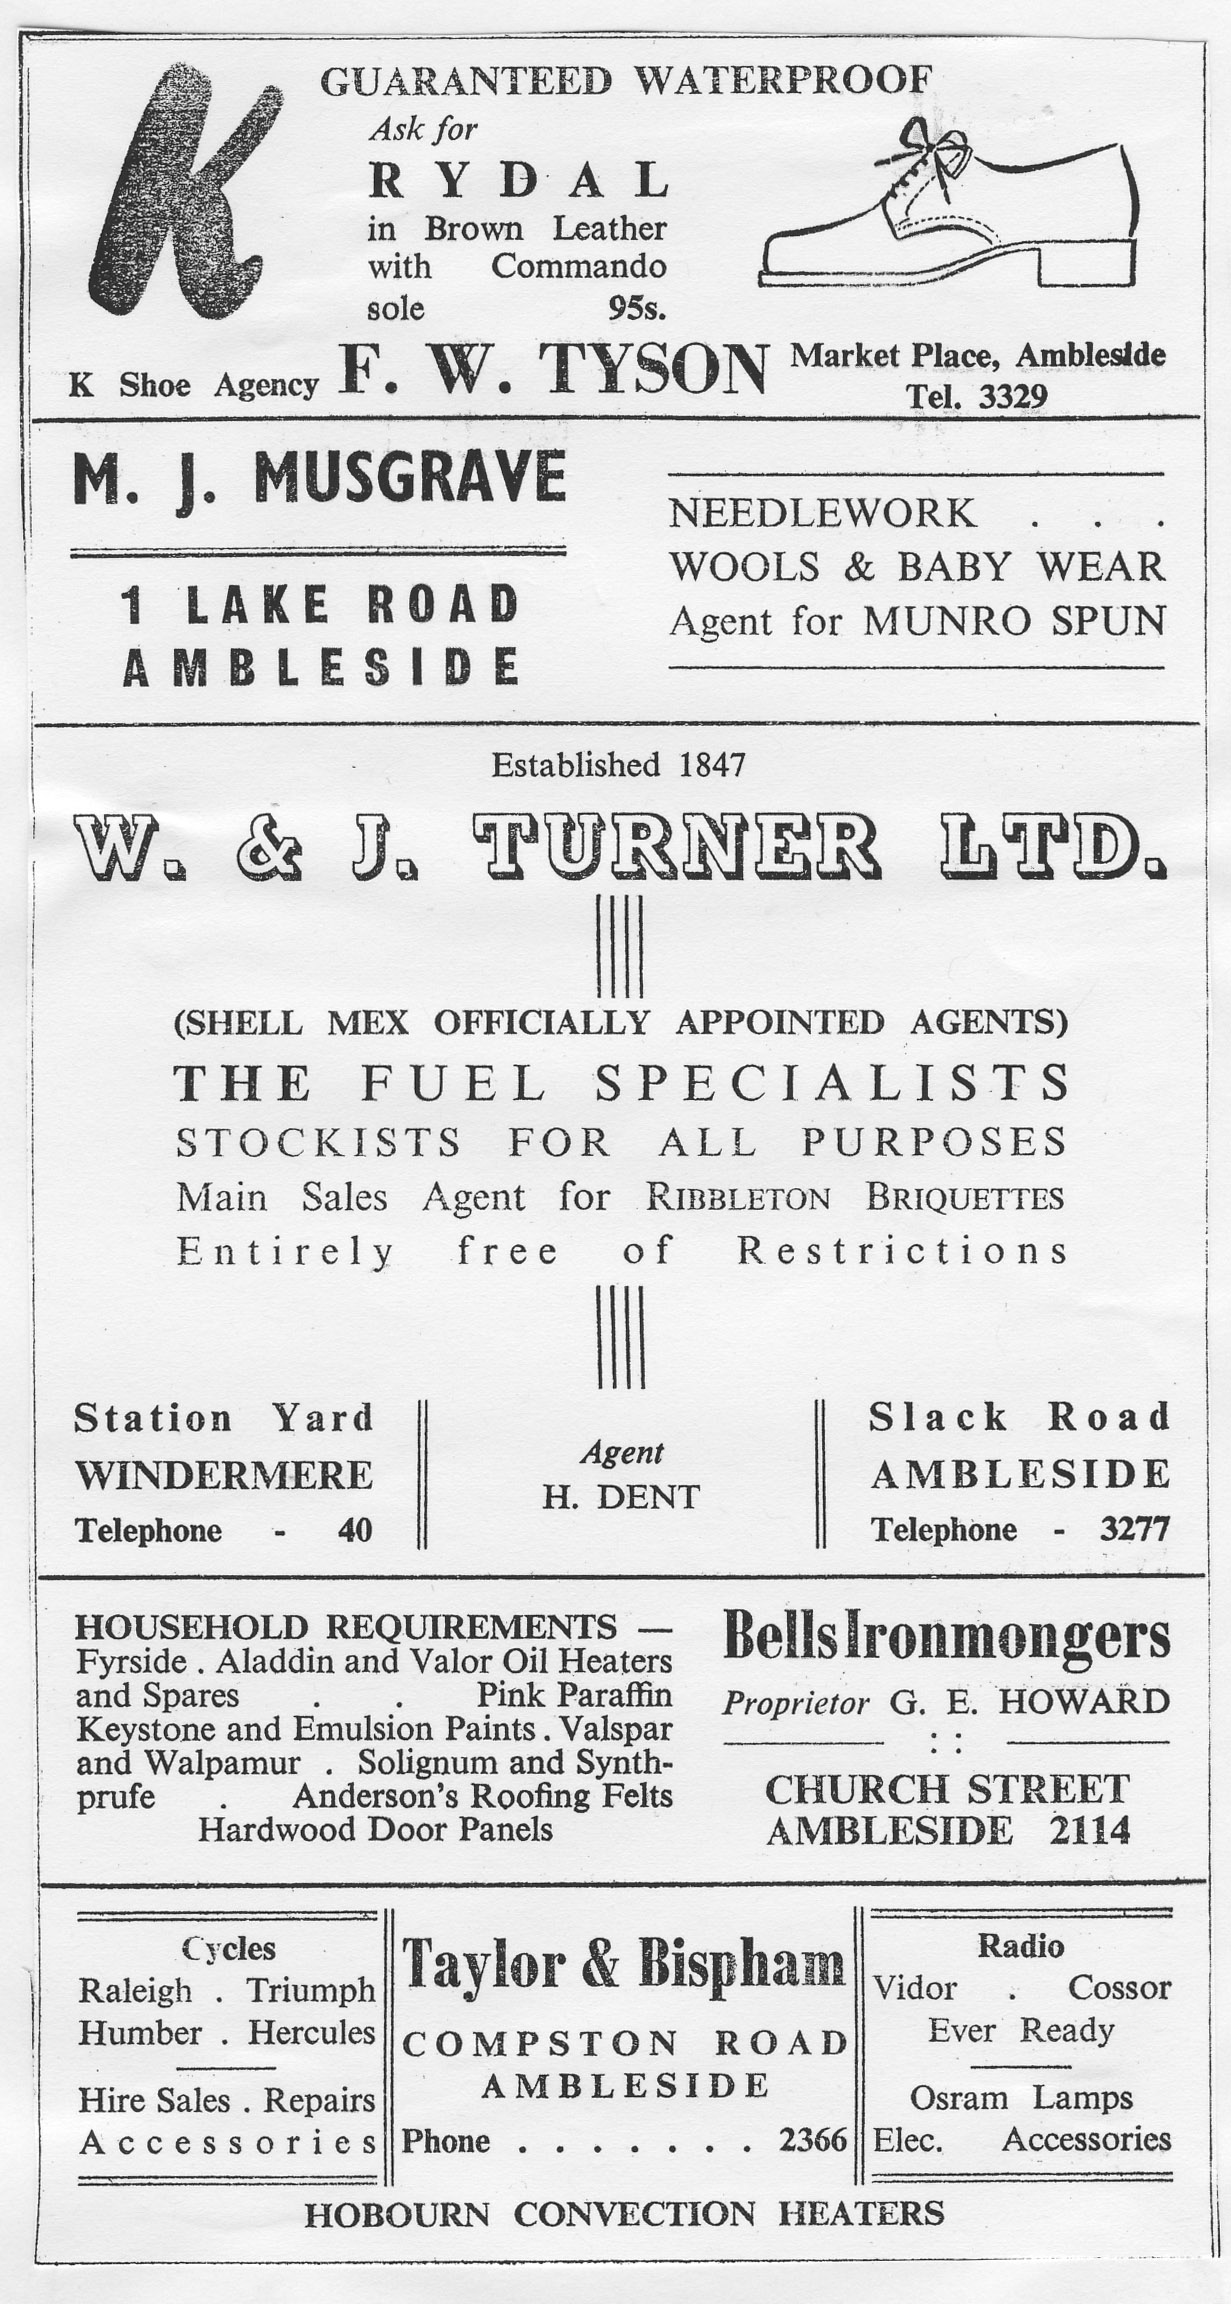 K
GUARANTEED WATERPROOF
Ask for
RYDAL
in Brown Leather
with Commando
sole 95s.
K Shoe Agency F. W. TYSON Market Place, Ambleside
Tel. 3329
M. J. MUSGRAVE
1 LAKE ROAD
AMBLESIDE
NEEDLEWORK . . .
WOOLS & BABY WEAR
Agent for MUNRO SPUN
Established 1847
W. & J. TURNER LTD.
(SHELL MEX OFFICIALLY APPOINTED AGENTS)
THE FUEL SPECIALISTS
STOCKISTS FOR ALL PURPOSES
Main Sales Agent for RIBBLETON BRIQUETTES
Entirely free of Restrictions
Station Yard
WINDERMERE
Telephone - 40
Agent
H. DENT
Slack Road
AMBLESIDE
Telephone - 3277
HOUSEHOLD REQUIREMENTS —
Fyrside . Aladdin and Valor Oil Heaters
and Spares . . Pink Paraffin
Keystone and Emulsion Paints . Valspar
and Walpamur . Solignum and Synth-
prufe . Anderson's Roofing Felts
Hardwood Door Panels
Bells Ironmongers
Proprietor G. E. HOWARD
: :
CHURCH STREET
AMBLESIDE 2114
Cycles
Raleigh . Triumph
Humber . Hercules
Hire Sales . Repairs
Accessories
Taylor & Bispham
COMPSTON ROAD
AMBLESIDE
Phone . . . . . . . 2366
Radio
Vidor . Cossor
Ever Ready
Osram Lamps
Elec. Accessories
HOBOURN CONVECTION HEATERS